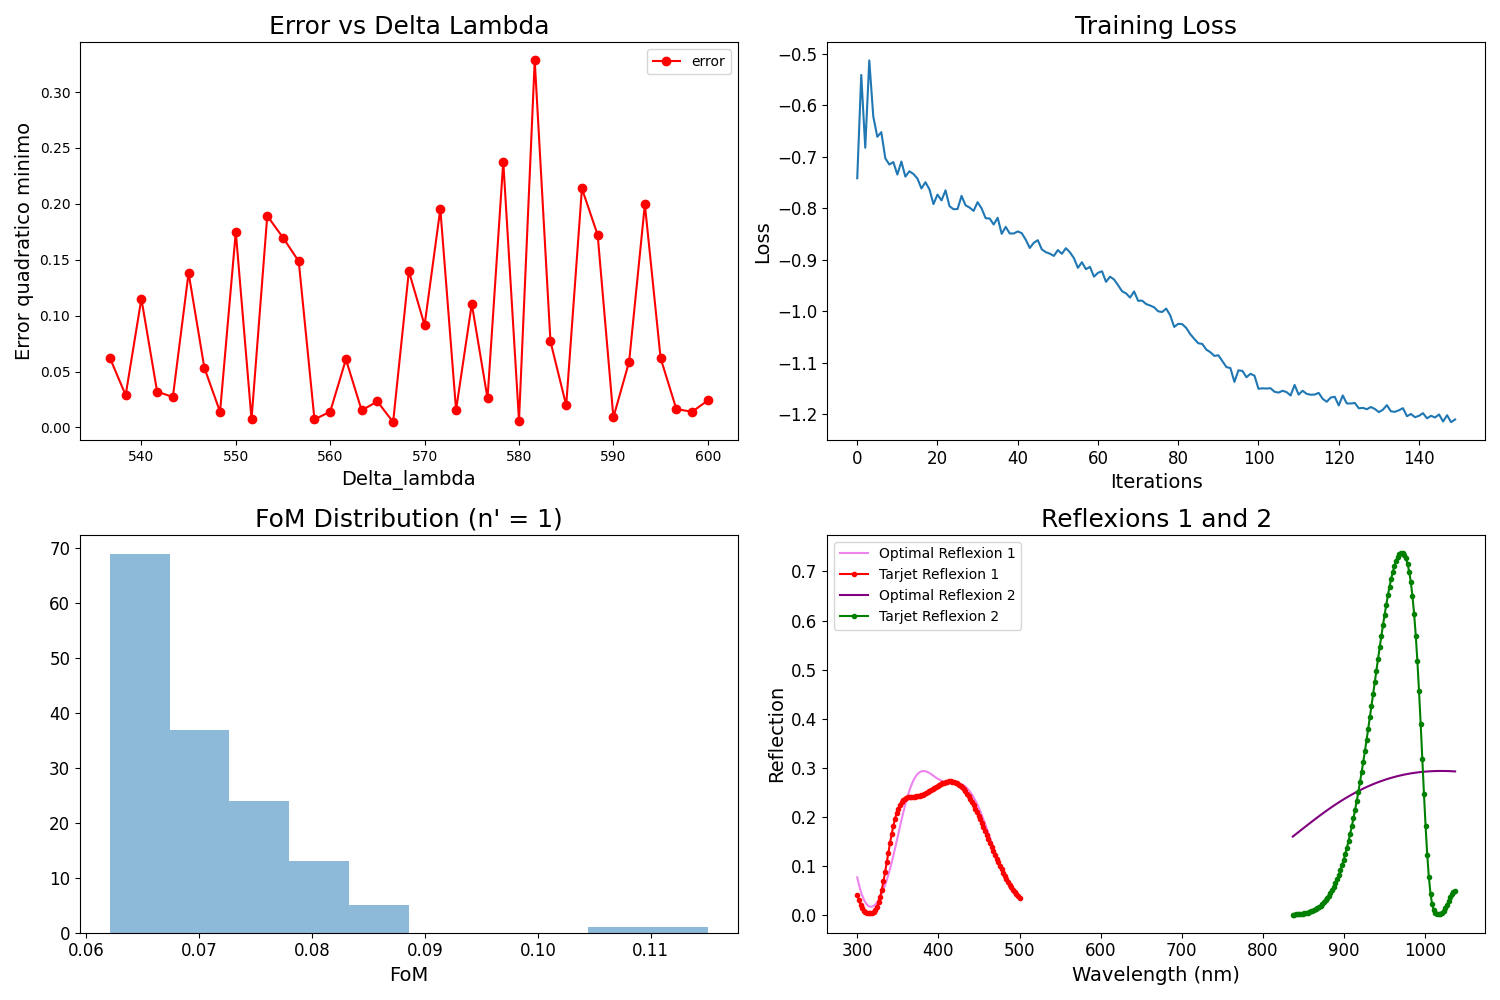 Error vs Delta Lambda
error
Error quadratico minimo
0.30
0.25
0.20
0.15
0.10
0.05
0.00
540 550 560 570 580 590 600
Delta_lambda
Training Loss
Loss
−0.5
−0.6
−0.7
−0.8
−0.9
−1.0
−1.1
−1.2
0 20 40 60 80 100 120 140
Iterations
FoM Distribution (n' = 1)
70
60
50
40
30
20
10
0
0.06 0.07 0.08 0.09 0.10 0.11
FoM
Reflexions 1 and 2
Optimal Reflexion 1
Tarjet Reflexion 1
Optimal Reflexion 2
Tarjet Reflexion 2
Reflection
0.7
0.6
0.5
0.4
0.3
0.2
0.1
0.0
300 400 500 600 700 800 900 1000
Wavelength (nm)